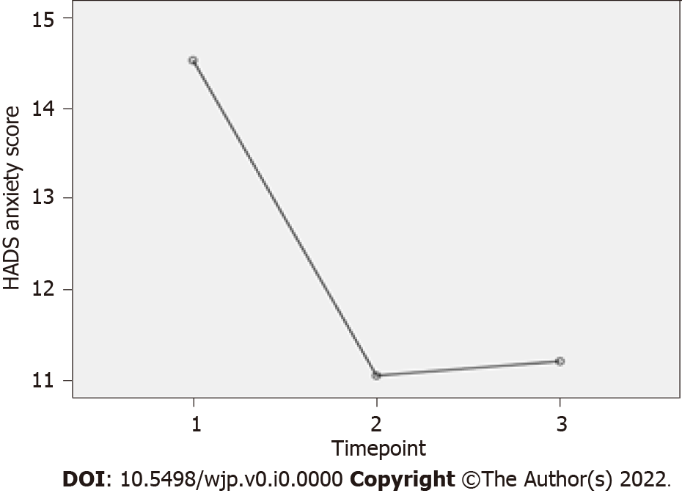 15
14
13
12
11
HADS anxiety score
1 2 3
Timepoint
DOI: 10.5498/wjp.v0.i0.0000 Copyright ©The Author(s) 2022.